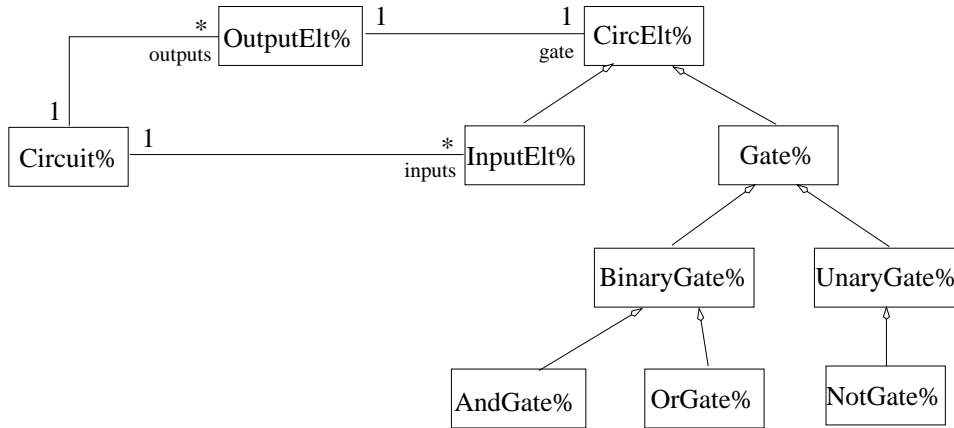 1
1
*
OutputElt%
CircElt%
outputs
gate
1
1
*
Circuit%
InputElt%
Gate%
inputs
BinaryGate%
UnaryGate%
AndGate%
OrGate%
NotGate%